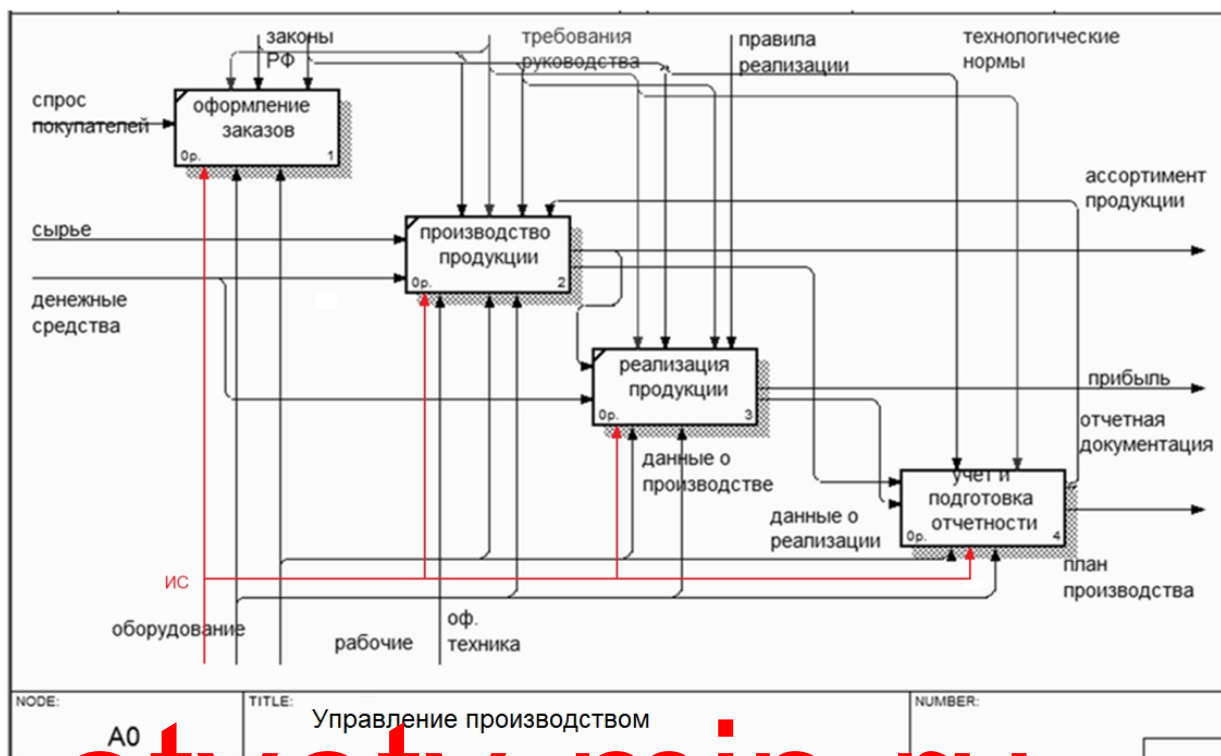 законы
РФ
требования
руководства
правила
реализации
технологические
нормы
спрос
покупателей
оформление
заказов
0р.
1
ассортимент
продукции
сырье
производство
продукции
0р.
2
денежные
средства
реализация
продукции
0р.
3
прибыль
отчетная
документация
данные о
производстве
учет и
подготовка
отчетности
0р.
4
данные о
реализации
план
производства
ИС
оборудование
рабочие
оф.
техника
NODE:
TITLE:
NUMBER:
A0
Управление производством